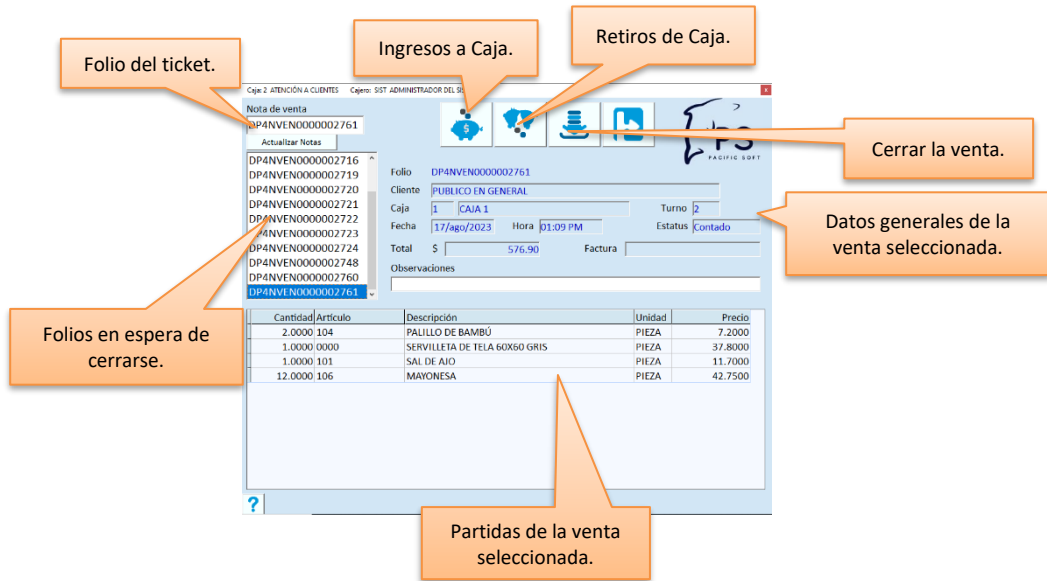 Folio del ticket.
Ingresos a Caja.
Retiros de Caja.
Caja: 2 ATENCIÓN A CLIENTES Cajero: SIST ADMINISTRADOR DEL
Nota de venta
DP4NVEN0000002761
Actualizar Notas
PS
PACIFIC SOFT
Cerrar la venta.
DP4NVEN0000002716
DP4NVEN0000002719
DP4NVEN0000002720
DP4NVEN0000002721
DP4NVEN0000002722
DP4NVEN0000002723
DP4NVEN0000002724
DP4NVEN0000002748
DP4NVEN0000002760
DP4NVEN0000002761
Folio DP4NVEN0000002761
Cliente PUBLICO EN GENERAL
Caja 1 CAJA 1 Turno 2
Fecha 17/ago/2023 Hora 01:09 PM Estatus Contado
Total $ 576.90 Factura
Observaciones
Datos generales de la
venta seleccionada.
Folios en espera de
cerrarse.
Cantidad Artículo Descripción Unidad Precio
2.0000 104 PALILLO DE BAMBÚ PIEZA 7.2000
1.0000 0000 SERVILLETA DE TELA 60X60 GRIS PIEZA 37.8000
1.0000 101 SAL DE AJO PIEZA 11.7000
12.0000 106 MAYONESA PIEZA 42.7500
?
Partidas de la venta
seleccionada.